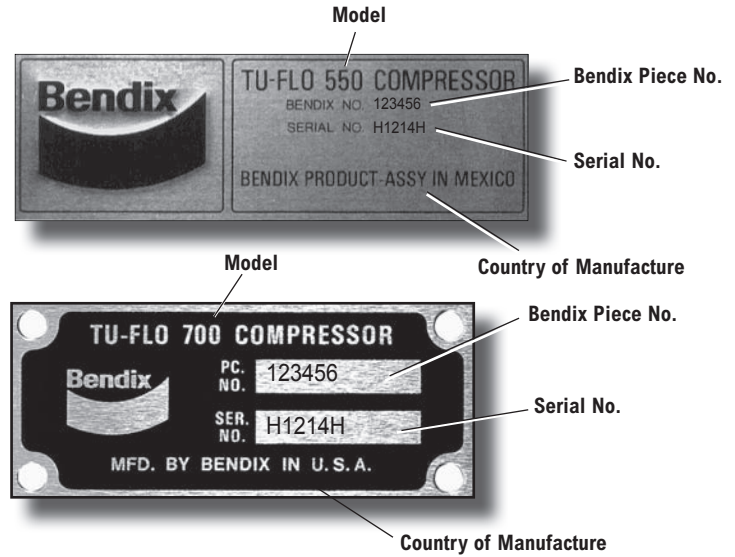 Model
Bendix
TU-FLO 550 COMPRESSOR
BENDIX NO. 123456
SERIAL NO. H1214H
BENDIX PRODUCT-ASSY IN MEXICO
Bendix Piece No.
Serial No.
Country of Manufacture
Model
TU-FLO 700 COMPRESSOR
Bendix
PC. NO. 123456
SER. NO. H1214H
MFD. BY BENDIX IN U.S.A.
Bendix Piece No.
Serial No.
Country of Manufacture